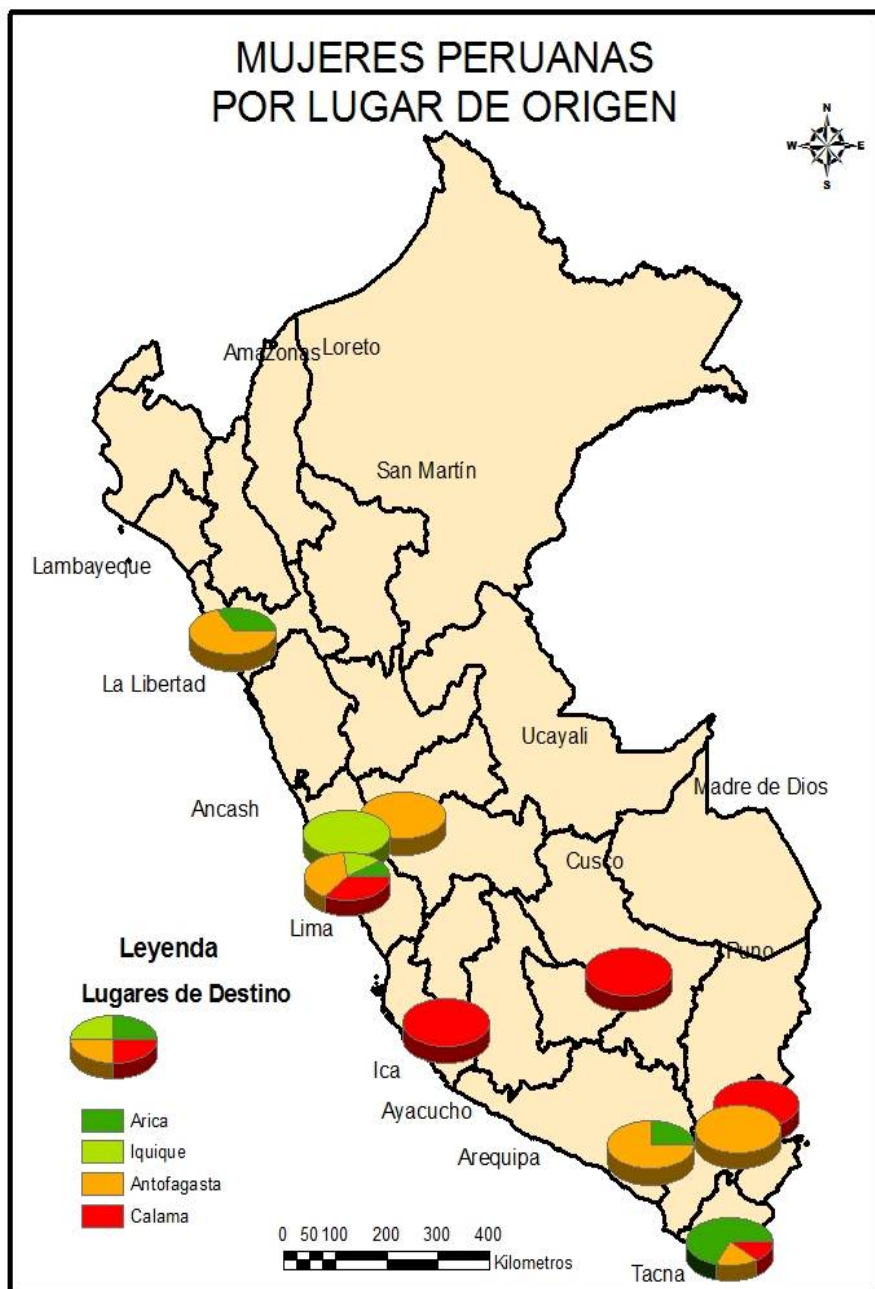 MUJERES PERUANAS
POR LUGAR DE ORIGEN
N
W
E
S
Amazonas
Loreto
San Martín
Lambayeque
La Libertad
Ucayali
Madre de Dios
Ancash
Cusco
Lima
Puno
Leyenda
Lugares de Destino
Ica
Ayacucho
Arequipa
Arica
Iquique
Antofagasta
Calama
0 50 100 200 300 400
Kilometros
Tacna